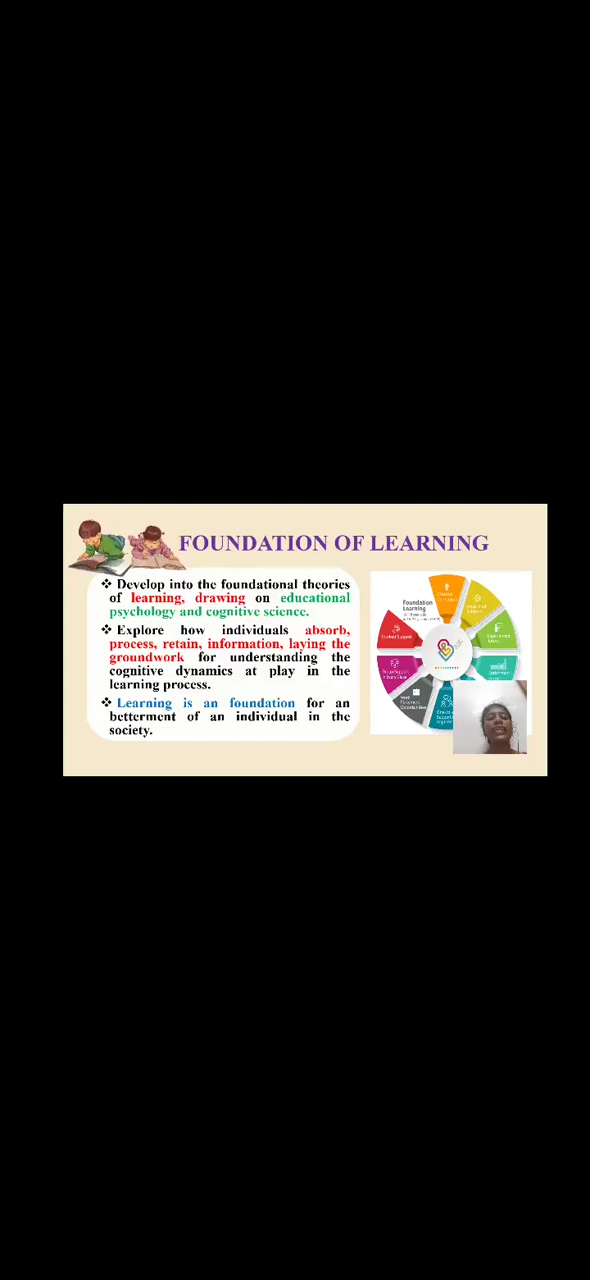 FOUNDATION OF LEARNING
❖ Develop into the foundational theories
of learning, drawing on educational
psychology and cognitive science.
❖ Explore how individuals absorb,
process, retain, information, laying the
groundwork for understanding the
cognitive dynamics at play in the
learning process.
❖ Learning is an foundation for an
betterment of an individual in the
society.
Foundation
Learning
Student Support